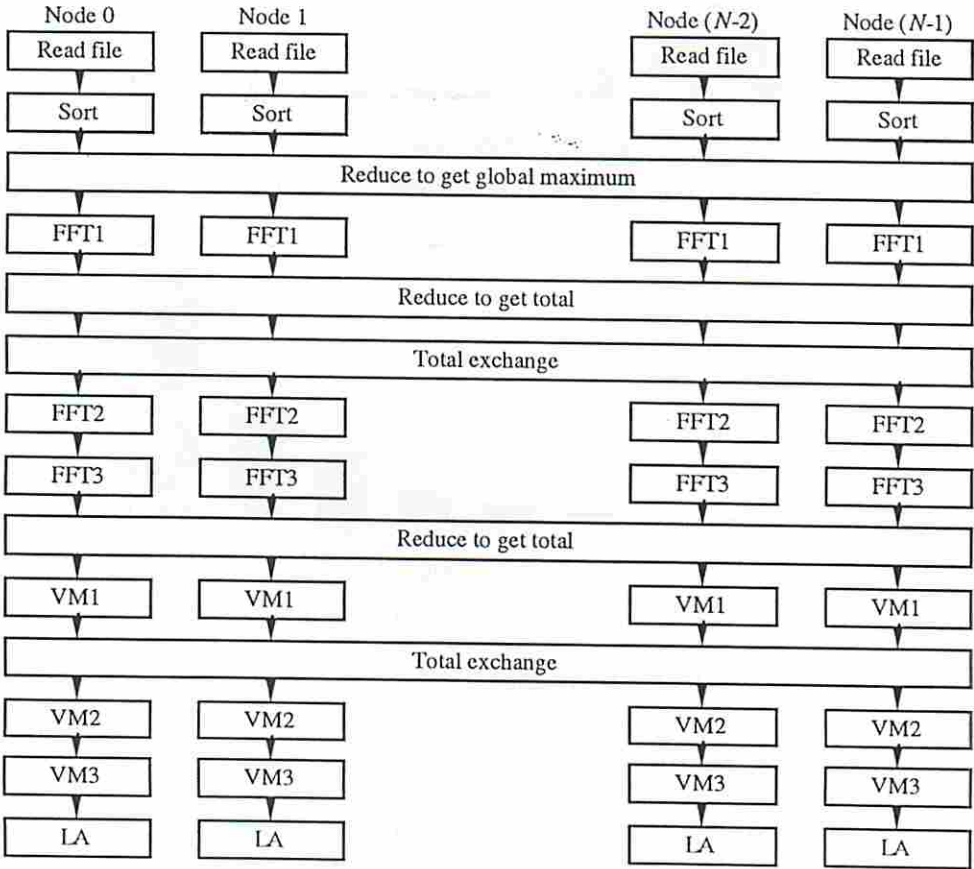 Node 0 Node 1 Node (N-2) Node (N-1)
Read file Read file Read file Read file
Sort Sort Sort Sort
Reduce to get global maximum
FFT1 FFT1 FFT1 FFT1
Reduce to get total
Total exchange
FFT2 FFT2 FFT2 FFT2
FFT3 FFT3 FFT3 FFT3
Reduce to get total
VM1 VM1 VM1 VM1
Total exchange
VM2 VM2 VM2 VM2
VM3 VM3 VM3 VM3
LA LA LA LA